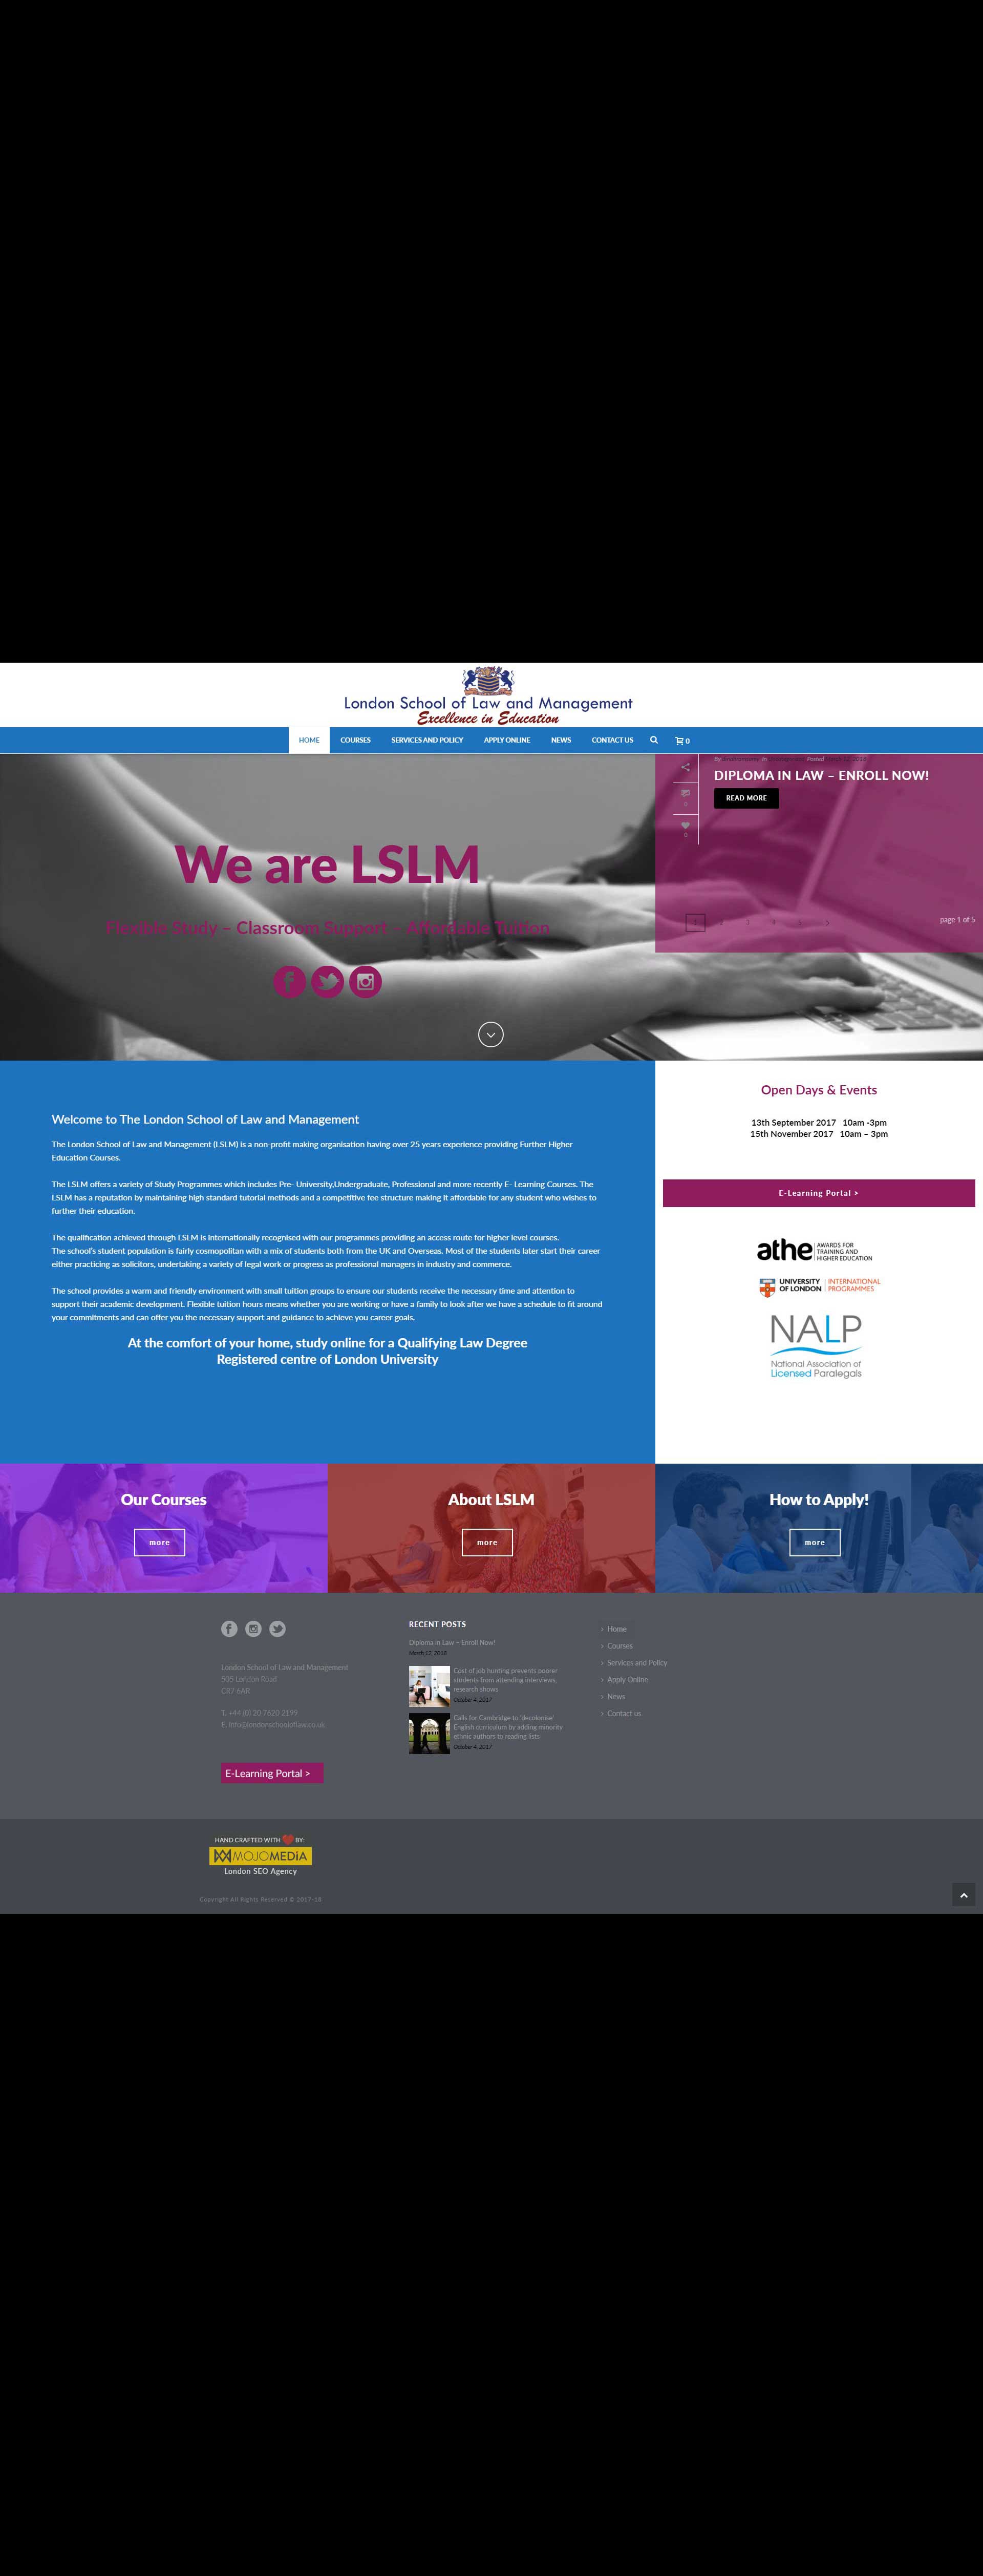 London School of Law and Management
Excellence in Education
HOME COURSES SERVICES AND POLICY APPLY ONLINE NEWS CONTACT US 0
By In Posted
DIPLOMA IN LAW – ENROLL NOW!
READ MORE
0
0
We are LSLM
Flexible Study – Classroom Support – Affordable Tuition
1 2 3 4 5
page 1 of 5
Welcome to The London School of Law and Management
The London School of Law and Management (LSLM) is a non-profit making organisation having over 25 years experience providing Further Higher
Education Courses.
The LSLM offers a variety of Study Programmes which includes Pre- University,Undergraduate, Professional and more recently E- Learning Courses. The
LSLM has a reputation by maintaining high standard tutorial methods and a competitive fee structure making it affordable for any student who wishes to
further their education.
The qualification achieved through LSLM is internationally recognised with our programmes providing an access route for higher level courses.
The school's student population is fairly cosmopolitan with a mix of students both from the UK and Overseas. Most of the students later start their career
either practicing as solicitors, undertaking a variety of legal work or progress as professional managers in industry and commerce.
The school provides a warm and friendly environment with small tuition groups to ensure our students receive the necessary time and attention to
support their academic development. Flexible tuition hours means whether you are working or have a family to look after we have a schedule to fit around
your commitments and can offer you the necessary support and guidance to achieve you career goals.
At the comfort of your home, study online for a Qualifying Law Degree
Registered centre of London University
Open Days & Events
13th September 2017 10am -3pm
15th November 2017 10am – 3pm
E-Learning Portal >
athe AWARDS FOR
TRAINING AND
HIGHER EDUCATION
UNIVERSITY OF LONDON INTERNATIONAL PROGRAMMES
NALP
National Association of
Licensed Paralegals
Our Courses
more
About LSLM
more
How to Apply!
more
London School of Law and Management
505 London Road
CR7 6AR
T. +44 (0) 20 7620 2199
E. info@londonschooloflaw.co.uk
E-Learning Portal >
RECENT POSTS
Diploma in Law – Enroll Now!
March 12, 2018
Cost of job hunting prevents poorer
students from attending interviews,
research shows
October 4, 2017
Calls for Cambridge to 'decolonise'
English curriculum by adding minority
ethnic authors to reading lists
October 4, 2017
Home
Courses
Services and Policy
Apply Online
News
Contact us
HAND CRAFTED WITH BY:
MOJOMEDIA
London SEO Agency
Copyright All Rights Reserved © 2017-18